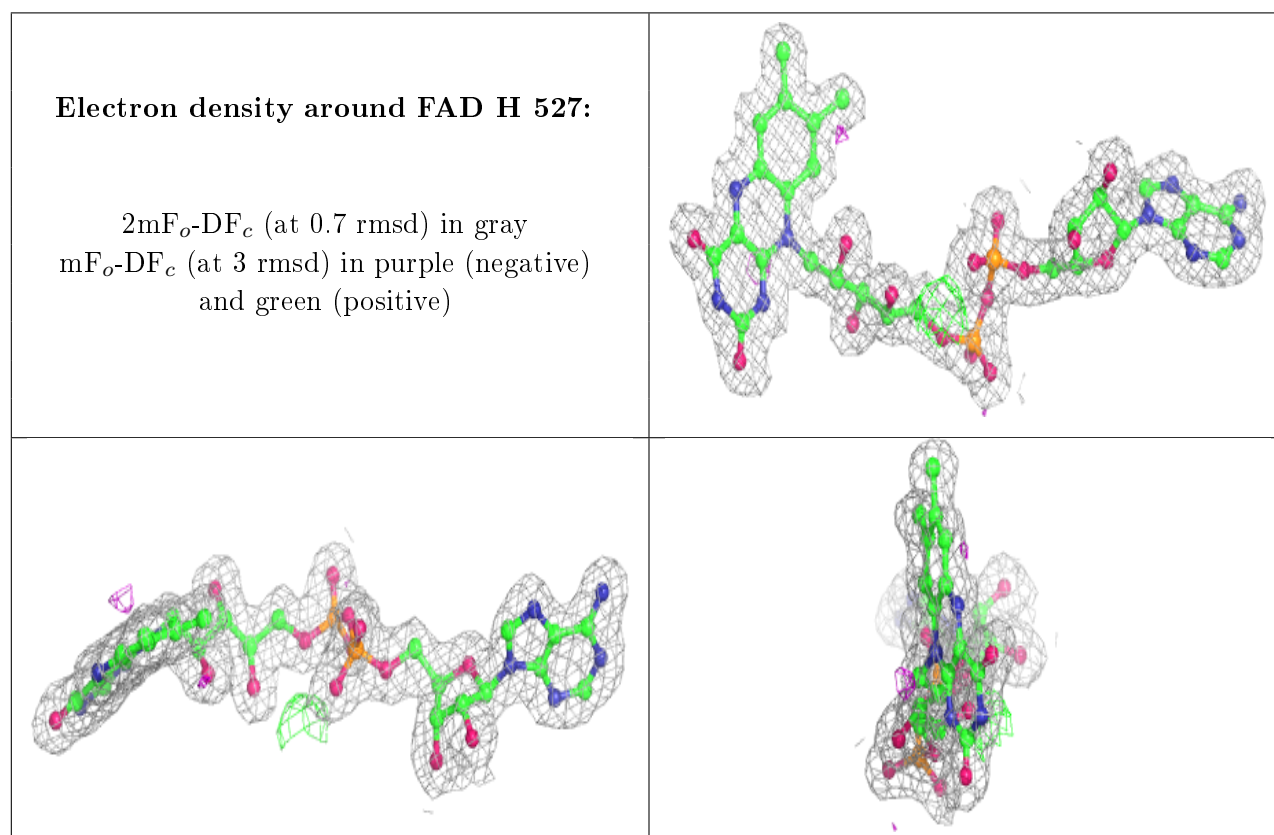 Electron density around FAD H 527:
2mFₒ-DF𝑐 (at 0.7 rmsd) in gray
mFₒ-DF𝑐 (at 3 rmsd) in purple (negative)
and green (positive)